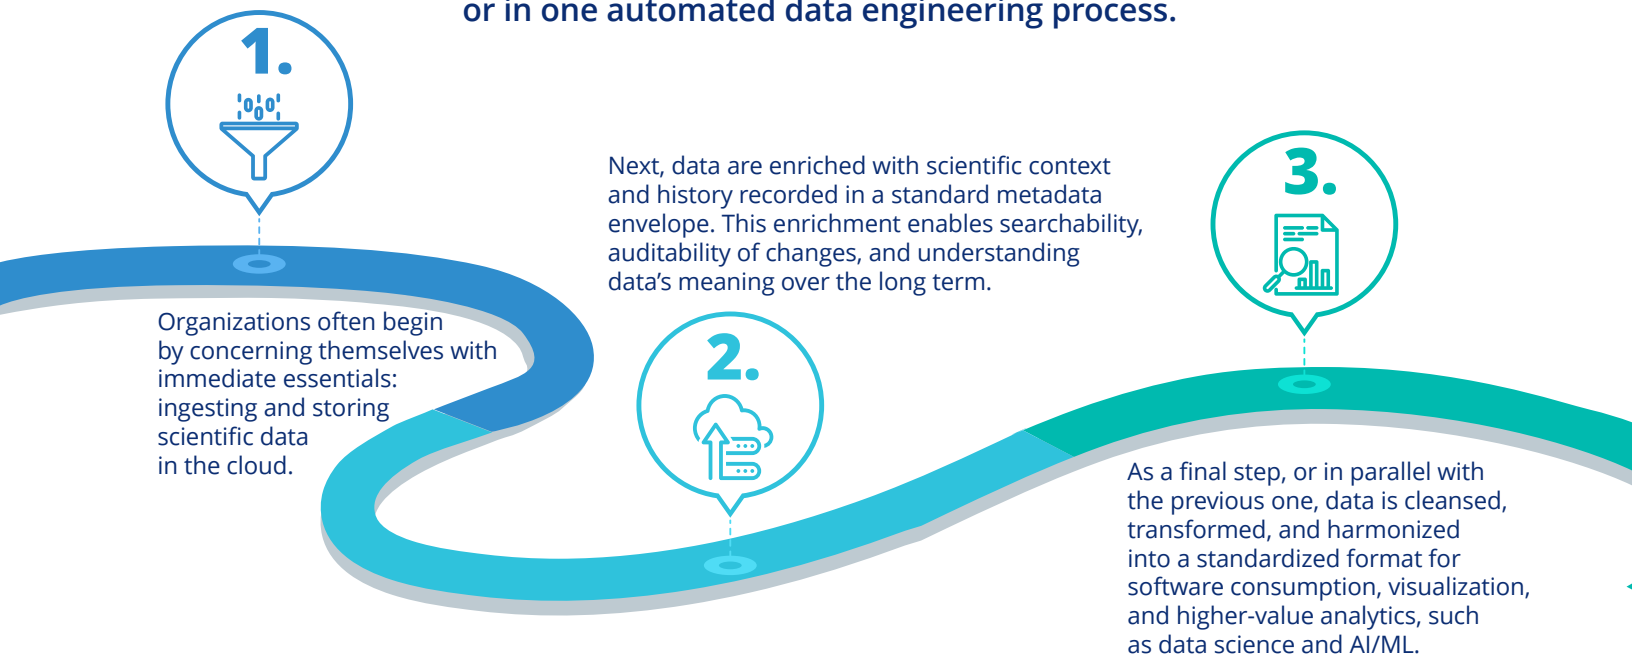 or in one automated data engineering process.
1.
Organizations often begin
by concerning themselves with
immediate essentials:
ingesting and storing
scientific data
in the cloud.
Next, data are enriched with scientific context
and history recorded in a standard metadata
envelope. This enrichment enables searchability,
auditability of changes, and understanding
data’s meaning over the long term.
2.
3.
As a final step, or in parallel with
the previous one, data is cleansed,
transformed, and harmonized
into a standardized format for
software consumption, visualization,
and higher-value analytics, such
as data science and AI/ML.